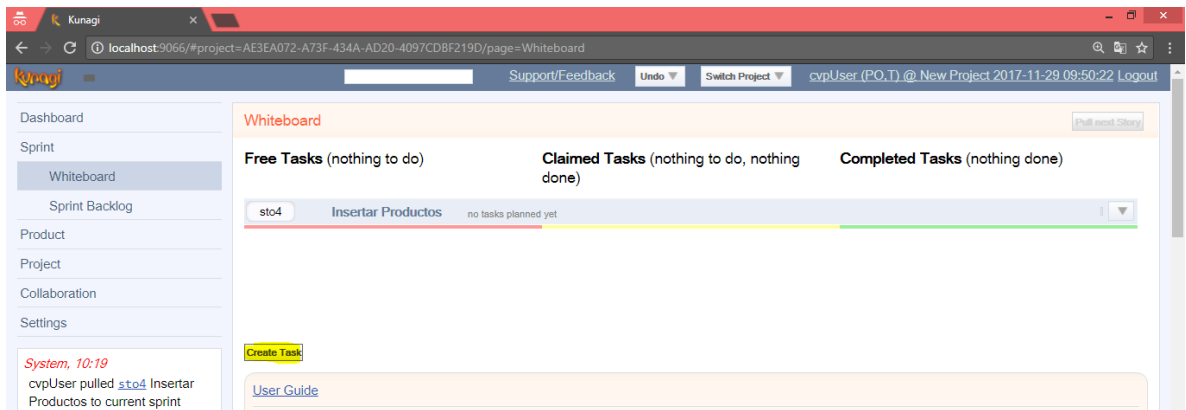 Kunagi
localhost:9066/#project=AE3EA072-A73F-434A-AD20-4097CDBF219D/page=Whiteboard
Kunagi
Support/Feedback Undo Switch Project cvpUser (PO,T) @ New Project 2017-11-29 09:50:22 Logout
Dashboard
Sprint
Whiteboard
Sprint Backlog
Product
Project
Collaboration
Settings
System, 10:19
cvpUser pulled sto4 Insertar
Productos to current sprint
Whiteboard Pull next Story
Free Tasks (nothing to do)
Claimed Tasks (nothing to do, nothing
done)
Completed Tasks (nothing done)
sto4 Insertar Productos no tasks planned yet
Create Task
User Guide